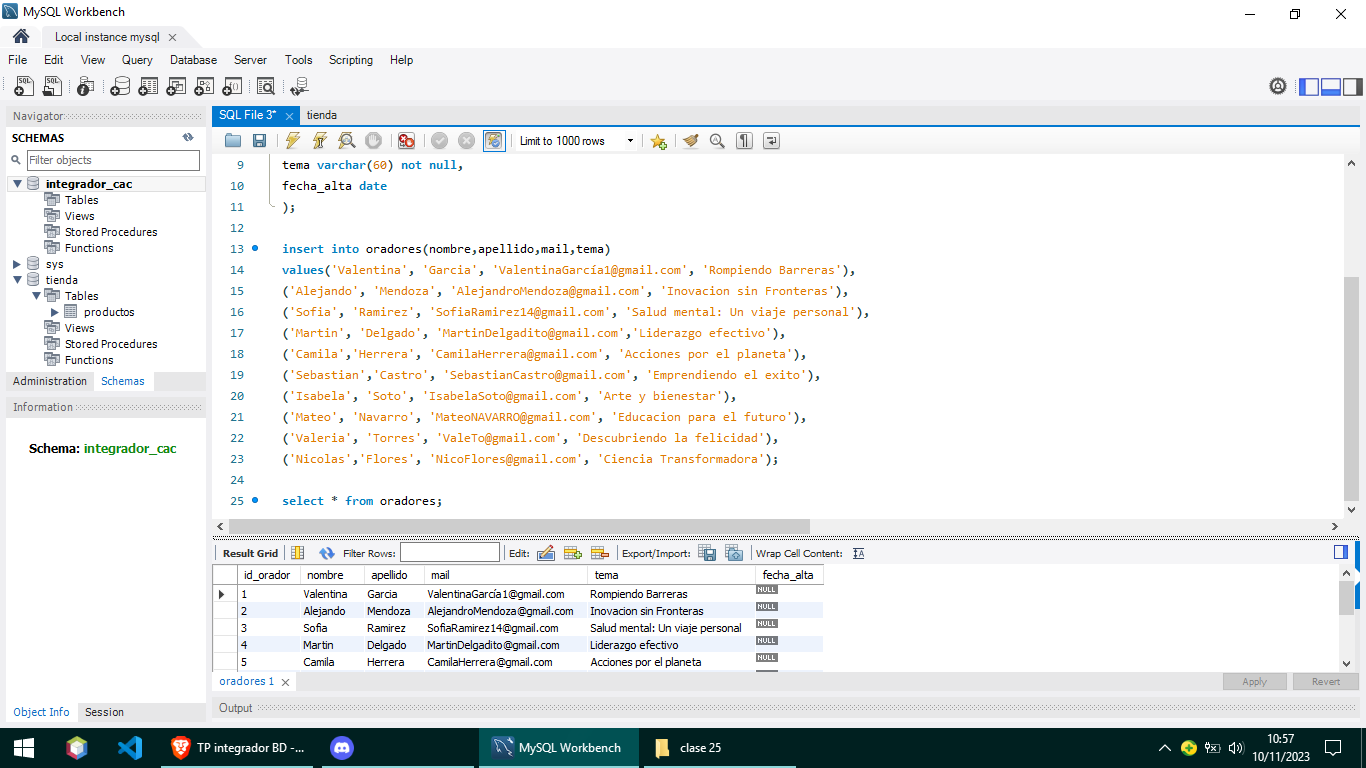 MySQL Workbench
Local instance mysql
File Edit View Query Database Server Tools Scripting Help
Navigator
SCHEMAS
Filter objects
integrador_cac
Tables
Views
Stored Procedures
Functions
sys
tienda
Tables
productos
Views
Stored Procedures
Functions
Administration Schemas
Information
Schema: integrador_cac
Object Info Session
SQL File 3* tienda
Limit to 1000 rows
9 tema varchar(60) not null,
10 fecha_alta date
11 );
12
13 insert into oradores(nombre,apellido,mail,tema)
14 values('Valentina', 'Garcia', 'ValentinaGarcía1@gmail.com', 'Rompiendo Barreras'),
15 ('Alejando', 'Mendoza', 'AlejandroMendoza@gmail.com', 'Inovacion sin Fronteras'),
16 ('Sofia', 'Ramirez', 'SofiaRamirez14@gmail.com', 'Salud mental: Un viaje personal'),
17 ('Martin', 'Delgado', 'MartinDelgadito@gmail.com','Liderazgo efectivo'),
18 ('Camila','Herrera', 'CamilaHerrera@gmail.com', 'Acciones por el planeta'),
19 ('Sebastian','Castro', 'SebastianCastro@gmail.com', 'Emprendiendo el exito'),
20 ('Isabela', 'Soto', 'IsabelaSoto@gmail.com', 'Arte y bienestar'),
21 ('Mateo', 'Navarro', 'MateoNAVARRO@gmail.com', 'Educacion para el futuro'),
22 ('Valeria', 'Torres', 'ValeTo@gmail.com', 'Descubriendo la felicidad'),
23 ('Nicolas','Flores', 'NicoFlores@gmail.com', 'Ciencia Transformadora');
24
25 select * from oradores;
Result Grid Filter Rows: Edit: Export/Import: Wrap Cell Content:
id_orador nombre apellido mail tema fecha_alta
1 Valentina Garcia ValentinaGarcía1@gmail.com Rompiendo Barreras NULL
2 Alejando Mendoza AlejandroMendoza@gmail.com Inovacion sin Fronteras NULL
3 Sofia Ramirez SofiaRamirez14@gmail.com Salud mental: Un viaje personal NULL
4 Martin Delgado MartinDelgadito@gmail.com Liderazgo efectivo NULL
5 Camila Herrera CamilaHerrera@gmail.com Acciones por el planeta NULL
oradores 1 Apply Revert
Output
TP integrador BD -... MySQL Workbench clase 25
10:57
10/11/2023